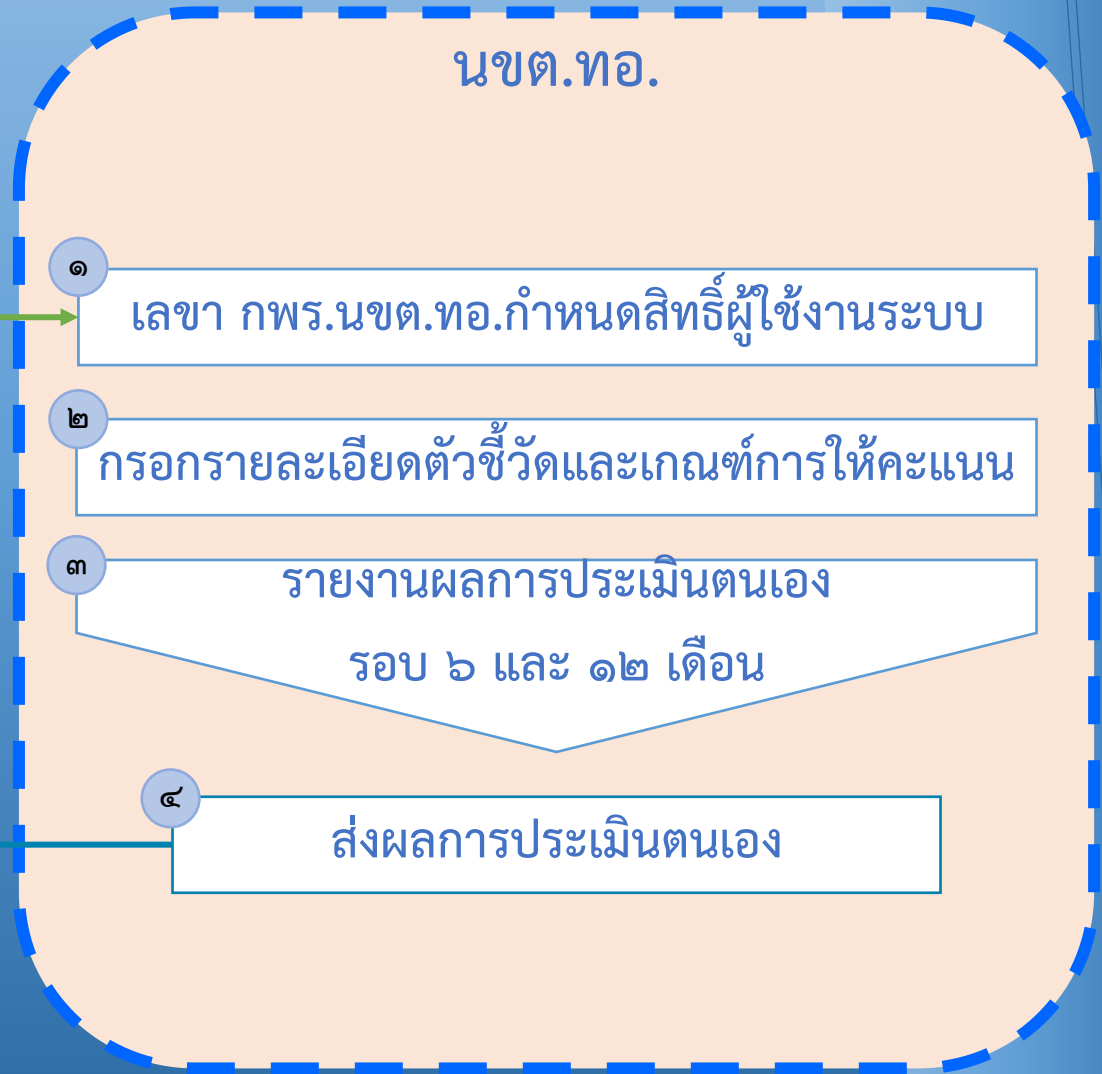 นขต.ทอ.
๑
เลขา กพร.นขต.ทอ.กำหนดสิทธิ์ผู้ใช้งานระบบ
๒
กรอกรายละเอียดตัวชี้วัดและเกณฑ์การให้คะแนน
๓
รายงานผลการประเมินตนเอง
รอบ ๖ และ ๑๒ เดือน
๔
ส่งผลการประเมินตนเอง